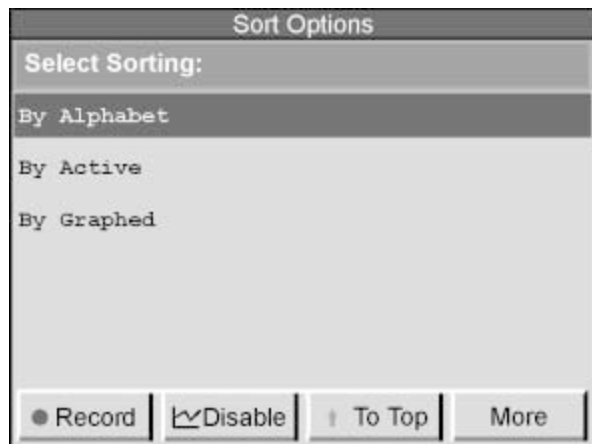 Sort Options
Select Sorting:
By Alphabet
By Active
By Graphed
Record Disable To Top More